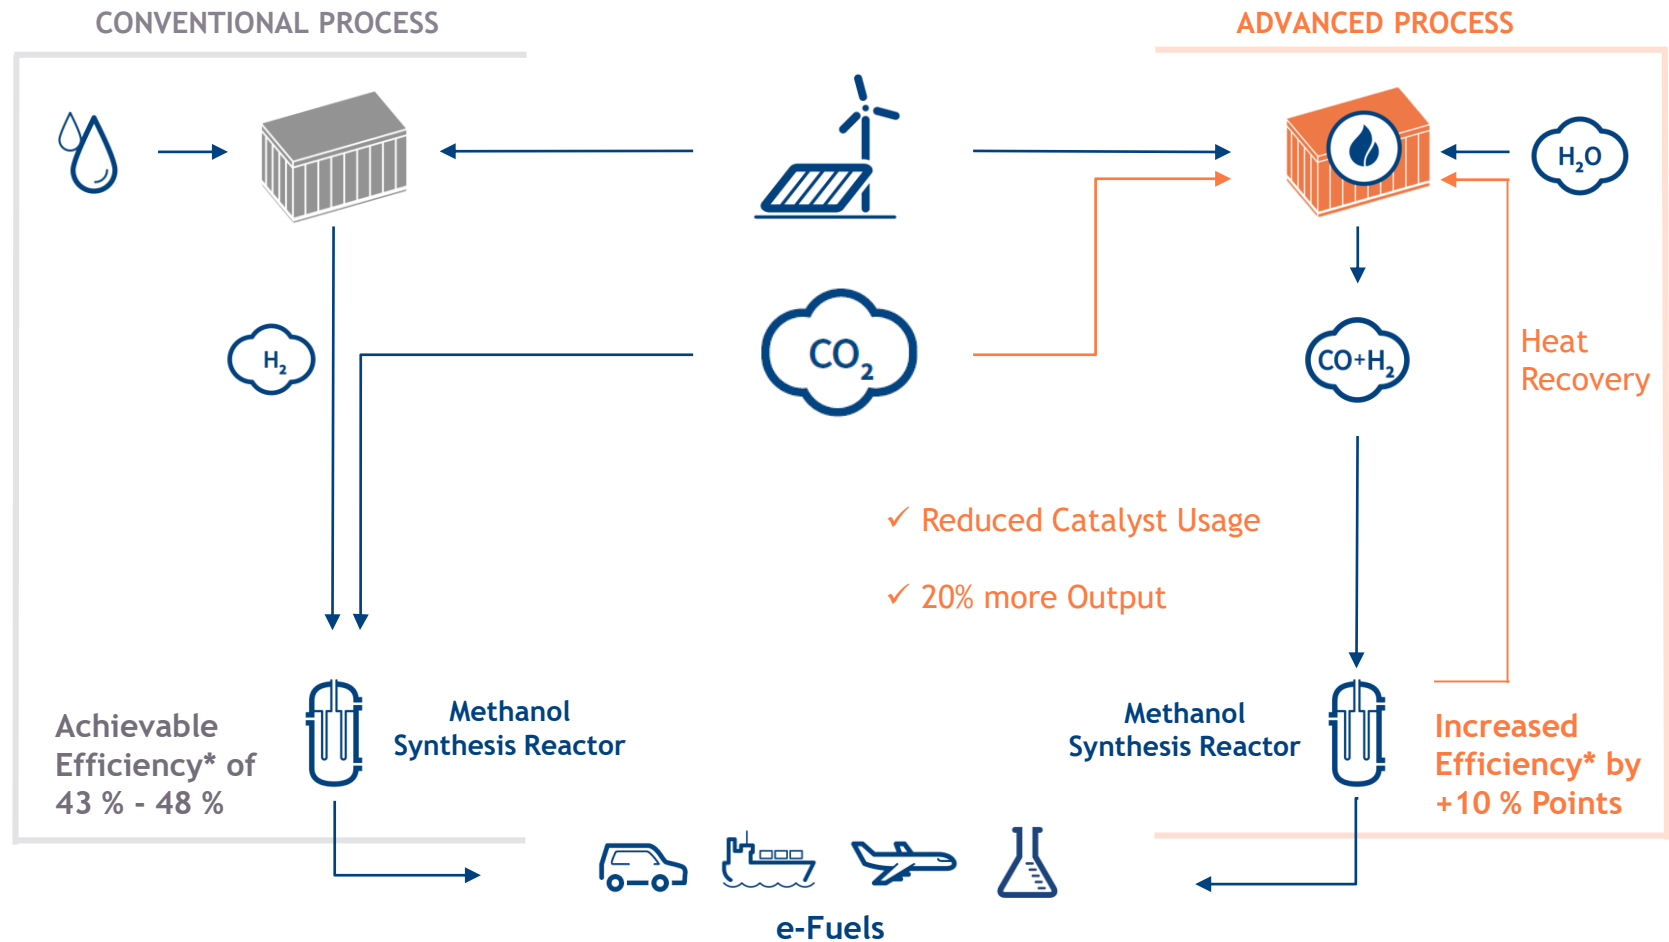 CONVENTIONAL PROCESS
ADVANCED PROCESS
H₂O
H₂
CO₂
CO+H₂
Heat
Recovery
✓ Reduced Catalyst Usage
✓ 20% more Output
Achievable
Efficiency* of
43 % - 48 %
Methanol
Synthesis Reactor
Methanol
Synthesis Reactor
Increased
Efficiency* by
+10 % Points
e-Fuels